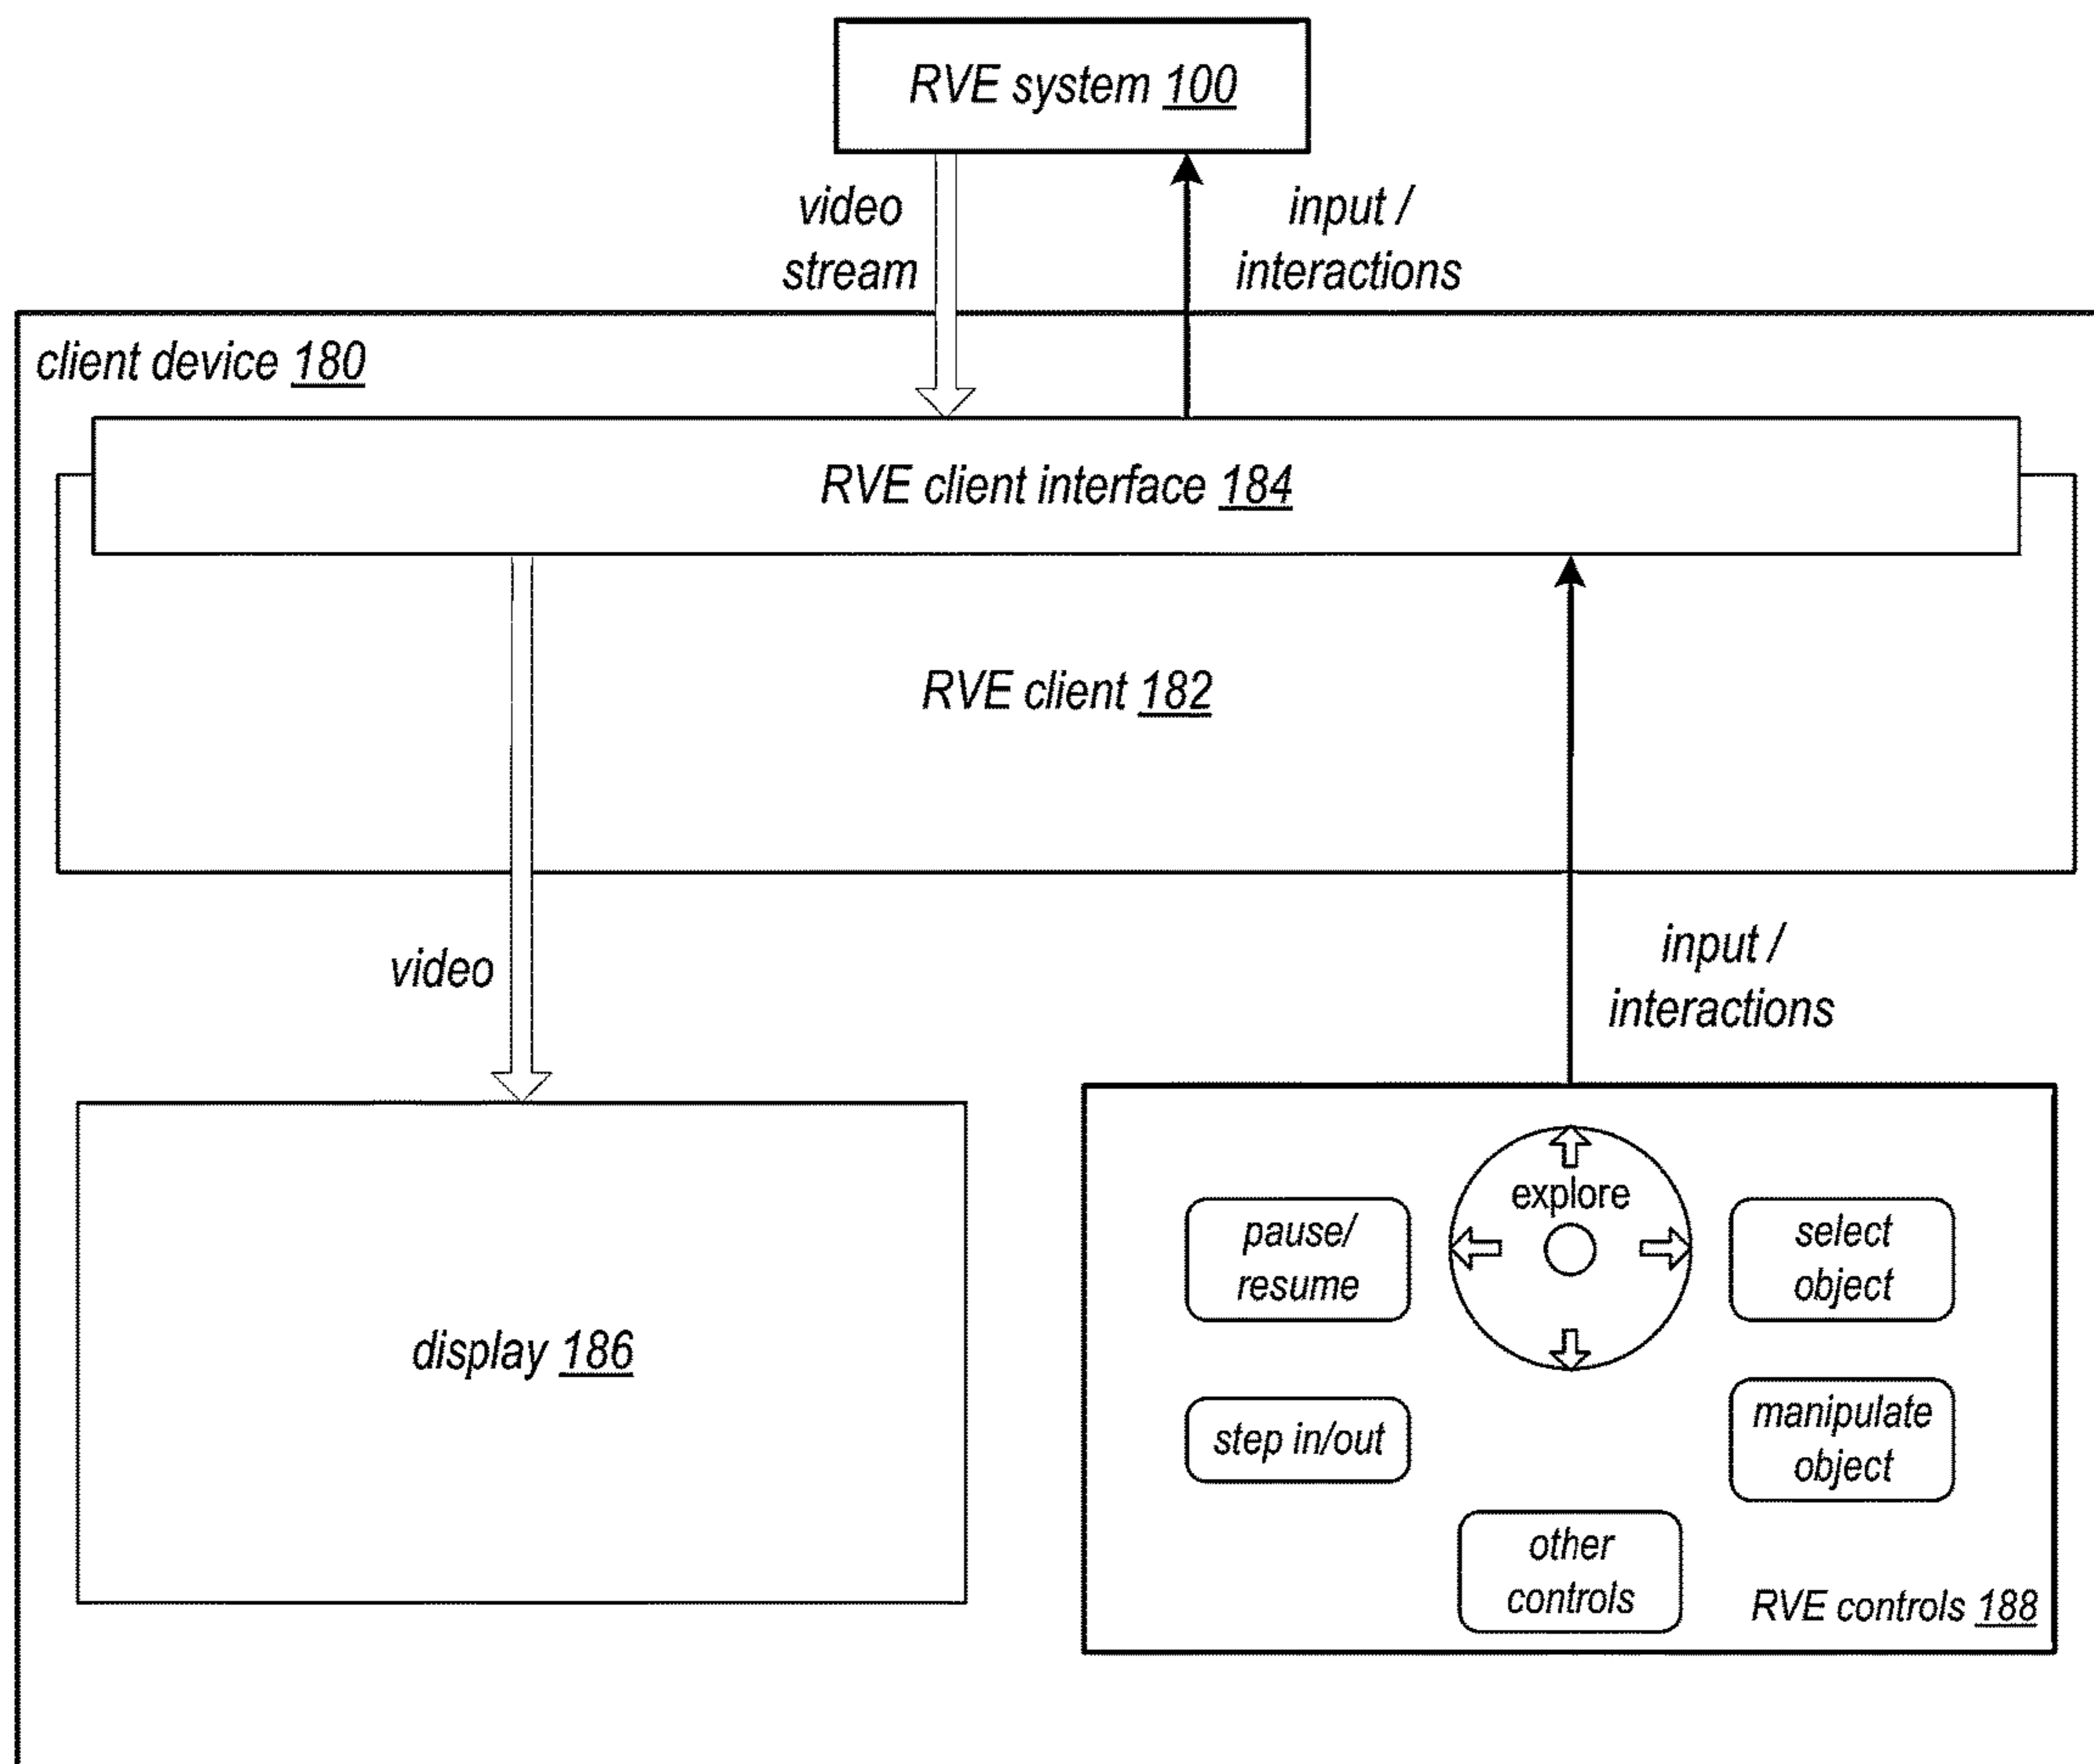 RVE system 100
video
stream
input /
interactions
client device 180
RVE client interface 184
RVE client 182
video
input /
interactions
display 186
explore
pause/
resume
select
object
step in/out
manipulate
object
other
controls
RVE controls 188